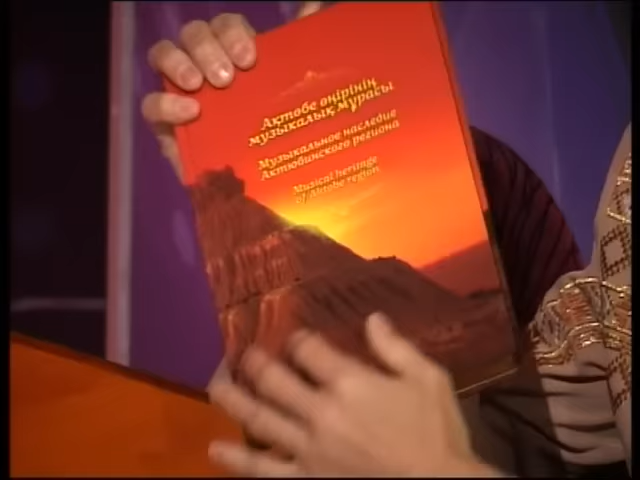 Ақтөбе өңірінің
музыкалық мұрасы
Музыкальное наследие
Актюбинского региона
Musical heritage
of Aktobe region